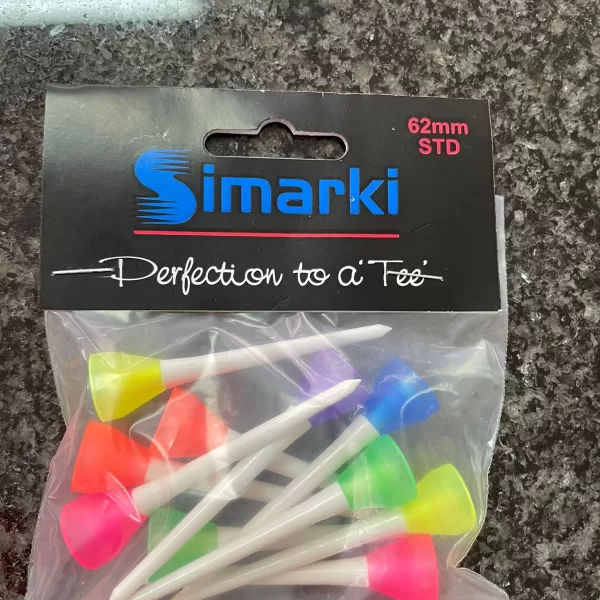 62mm
STD
Simarki
Perfection to a 'Tee'